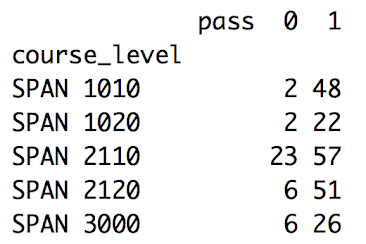 pass 0 1
course_level
SPAN 1010 2 48
SPAN 1020 2 22
SPAN 2110 23 57
SPAN 2120 6 51
SPAN 3000 6 26